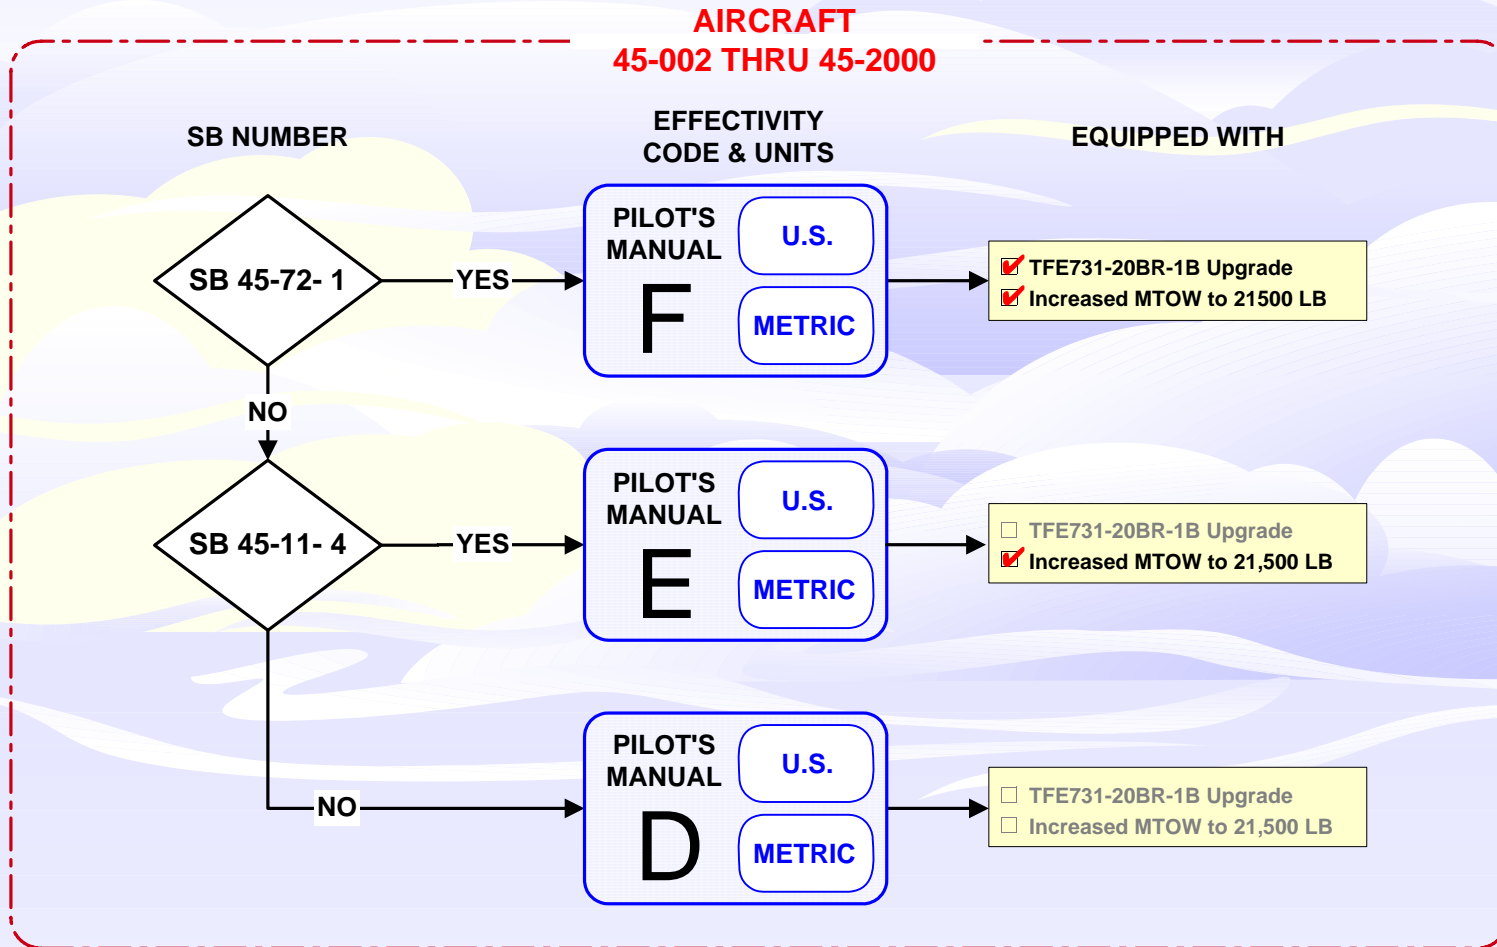 AIRCRAFT
45-002 THRU 45-2000
SB NUMBER
EFFECTIVITY
CODE & UNITS
EQUIPPED WITH
SB 45-72- 1
YES
PILOT'S
MANUAL
F
U.S.
METRIC
TFE731-20BR-1B Upgrade
Increased MTOW to 21500 LB
NO
SB 45-11- 4
YES
PILOT'S
MANUAL
E
U.S.
METRIC
TFE731-20BR-1B Upgrade
Increased MTOW to 21,500 LB
NO
PILOT'S
MANUAL
D
U.S.
METRIC
TFE731-20BR-1B Upgrade
Increased MTOW to 21,500 LB